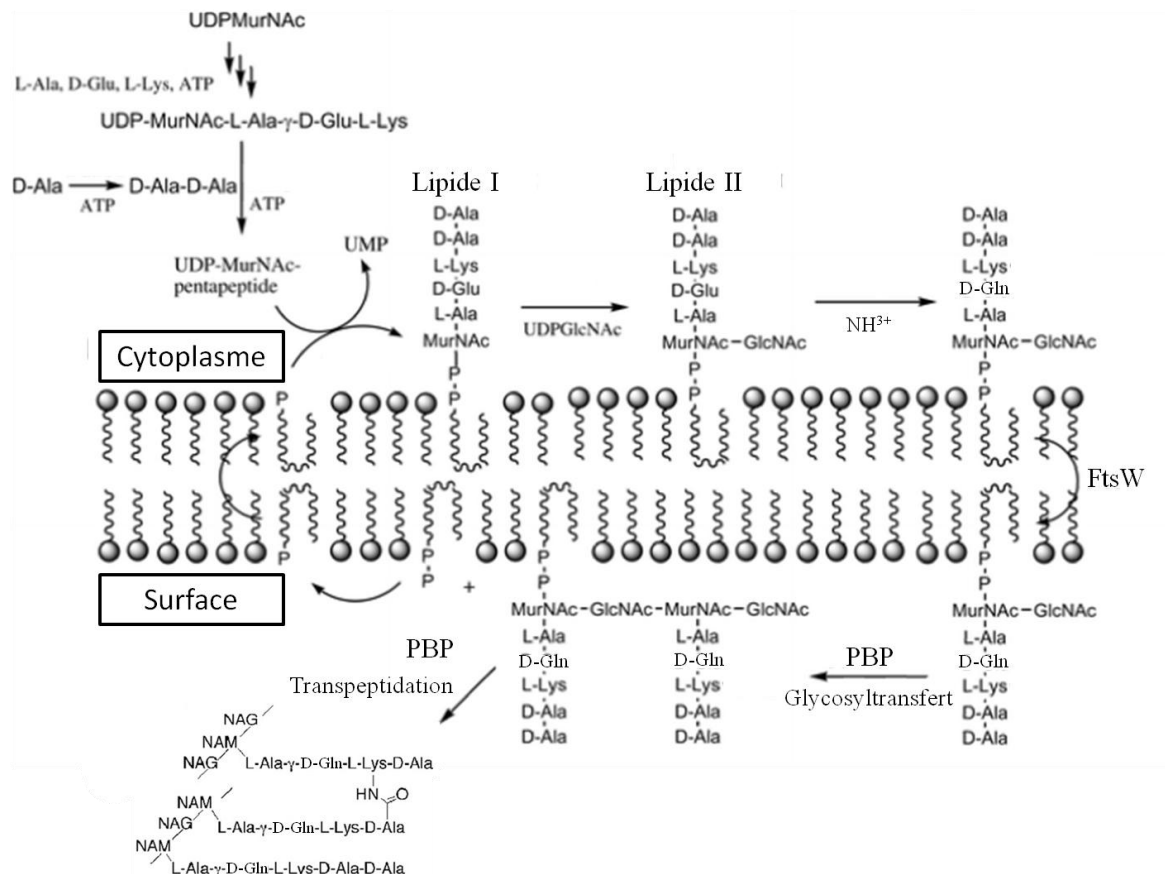 UDPMurNAc
L-Ala, D-Glu, L-Lys, ATP
UDP-MurNAc-L-Ala-γ-D-Glu-L-Lys
D-Ala
ATP
D-Ala-D-Ala
ATP
UDP-MurNAc-
pentapeptide
UMP
Lipide I
D-Ala
D-Ala
L-Lys
D-Glu
L-Ala
MurNAc
P
P
UDPGlcNAc
Lipide II
D-Ala
D-Ala
L-Lys
D-Glu
L-Ala
MurNAc-GlcNAc
P
P
NH³⁺
D-Ala
D-Ala
L-Lys
D-Gln
L-Ala
MurNAc-GlcNAc
P
P
Cytoplasme
P
FtsW
P
P
P
P
P
P
P
Surface
+
MurNAc-GlcNAc-MurNAc-GlcNAc
L-Ala
D-Gln
L-Lys
D-Ala
D-Ala
L-Ala
D-Gln
L-Lys
D-Ala
D-Ala
MurNAc-GlcNAc
L-Ala
D-Gln
L-Lys
D-Ala
D-Ala
PBP
Glycosyltransfert
PBP
Transpeptidation
NAG
NAM
NAG
L-Ala-γ-D-Gln-L-Lys-D-Ala
HN
O
NAM
NAG
NAM
L-Ala-γ-D-Gln-L-Lys-D-Ala
L-Ala-γ-D-Gln-L-Lys-D-Ala-D-Ala